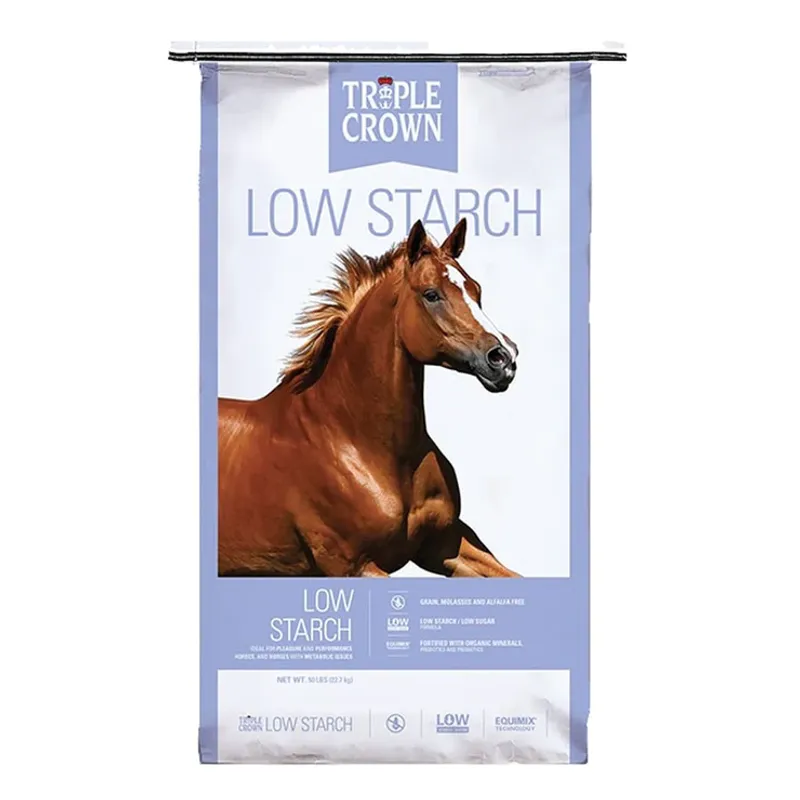 TRIPLE
CROWN
LOW STARCH
LOW
STARCH
IDEAL FOR PLEASURE AND PERFORMANCE
HORSES, AND HORSES WITH METABOLIC ISSUES
GRAIN, MOLASSES AND ALFALFA FREE
LOW
LOW STARCH / LOW SUGAR
FORMULA
EQUIMIX
TECHNOLOGY
FORTIFIED WITH ORGANIC MINERALS,
PREBIOTICS AND PROBIOTICS
NET WT. 50 LBS (22.7 kg)
TRIPLE
CROWN
LOW STARCH
LOW
EQUIMIX
TECHNOLOGY